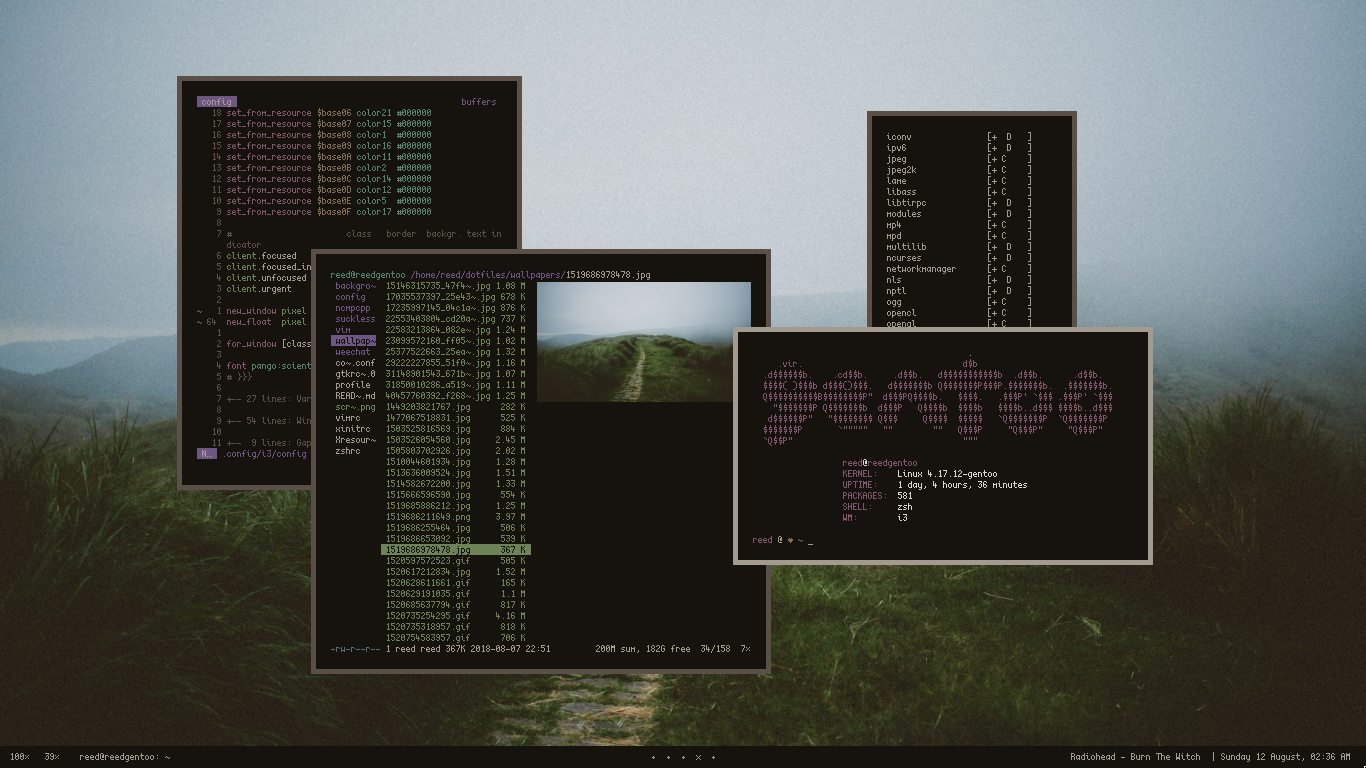 config buffers
18 set_from_resource $base06 color21 #000000
17 set_from_resource $base07 color15 #000000
16 set_from_resource $base08 color1 #000000
15 set_from_resource $base09 color16 #000000
14 set_from_resource $base0A color11 #000000
13 set_from_resource $base0B color2 #000000
12 set_from_resource $base0C color14 #000000
11 set_from_resource $base0D color12 #000000
10 set_from_resource $base0E color5 #000000
9 set_from_resource $base0F color17 #000000
8
7 # class border backgr. text in
dicator
6 client.focused
5 client.focused_in
4 client.unfocused
3 client.urgent
2
~ 1 new_window pixel
~ 64 new_float pixel
1
2 for_window [class
3
4 font pango:scient
5 # }}}
6
7 +-- 27 lines: Var
8
9 +-- 54 lines: Win
10
11 +-- 9 lines: Gap
N… .config/i3/config
reed@reedgentoo /home/reed/dotfiles/wallpapers/1519686978478.jpg
backgro~ 15146315735_47f4~.jpg 1.08 M
config 17035537397_25e43~.jpg 678 K
ncmpcpp 17235997145_04c1a~.jpg 876 K
suckless 22553403804_cd20a~.jpg 737 K
vim 22583213864_082e~.jpg 1.24 M
wallpap~ 23099572160_ff05~.jpg 1.02 M
weechat 25377522663_25ea~.jpg 1.32 M
co~.conf 29222227855_51f0~.jpg 1.16 M
gtkrc~.0 31148901543_671b~.jpg 1.07 M
profile 31850010286_a519~.jpg 1.11 M
READ~.md 40457760392_f268~.jpg 1.25 M
scr~.png 1449203821767.jpg 282 K
vimrc 1477067518831.jpg 525 K
xinitrc 1503525816569.jpg 884 K
Xresour~ 1503526054560.jpg 2.45 M
zshrc 1505803702926.jpg 2.02 M
151004460193​4.jpg 1.28 M
1513636009524.jpg 1.51 M
1514582672200.jpg 1.33 M
1515666596590.jpg 554 K
1519685886212.jpg 1.25 M
1519686211649.png 3.97 M
1519686255464.jpg 506 K
1519686653092.jpg 539 K
1519686978478.jpg 367 K
1520597572523.gif 505 K
1520617212834.jpg 1.52 M
1520628611661.gif 165 K
1520629191035.gif 1.1 M
1520685637794.gif 817 K
1520735254295.gif 4.16 M
1520735318957.gif 818 K
1520754583957.gif 706 K
-rw-r--r-- 1 reed reed 367K 2018-08-07 22:51 200M sum, 182G free 34/158 7%
iconv [+ D ]
ipv6 [+ D ]
jpeg [+ C ]
jpeg2k [+ C ]
lame [+ C ]
libass [+ C ]
libtirpc [+ D ]
modules [+ D ]
mp4 [+ C ]
mpd [+ C ]
multilib [+ D ]
ncurses [+ D ]
networkmanager [+ D ]
nls [+ D ]
nptl [+ D ]
ogg [+ C ]
opencl [+ C ]
opengl [+ C ]
reed@reedgentoo
KERNEL: Linux 4.17.12-gentoo
UPTIME: 1 day, 4 hours, 36 minutes
PACKAGES: 581
SHELL: zsh
WM: i3
reed @ ♥ ~ _
100% 39% reed@reedgentoo: ~ • • • x • Radiohead - Burn The Witch | Sunday 12 August, 02:36 AM